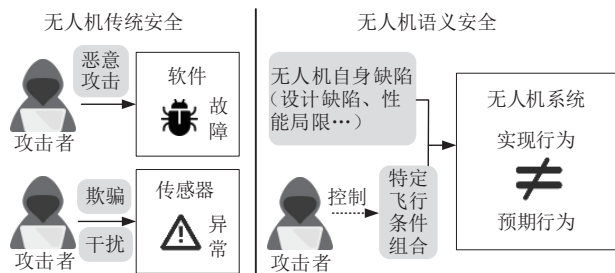 无人机传统安全
恶意
攻击
攻击者
软件
故
障
欺骗
干扰
攻击者
传感器
异
常
无人机语义安全
无人机自身缺陷
（设计缺陷、性
能局限…）
控制
攻击者
特定
飞行
条件
组合
无人机系统
实现行为
≠
预期行为